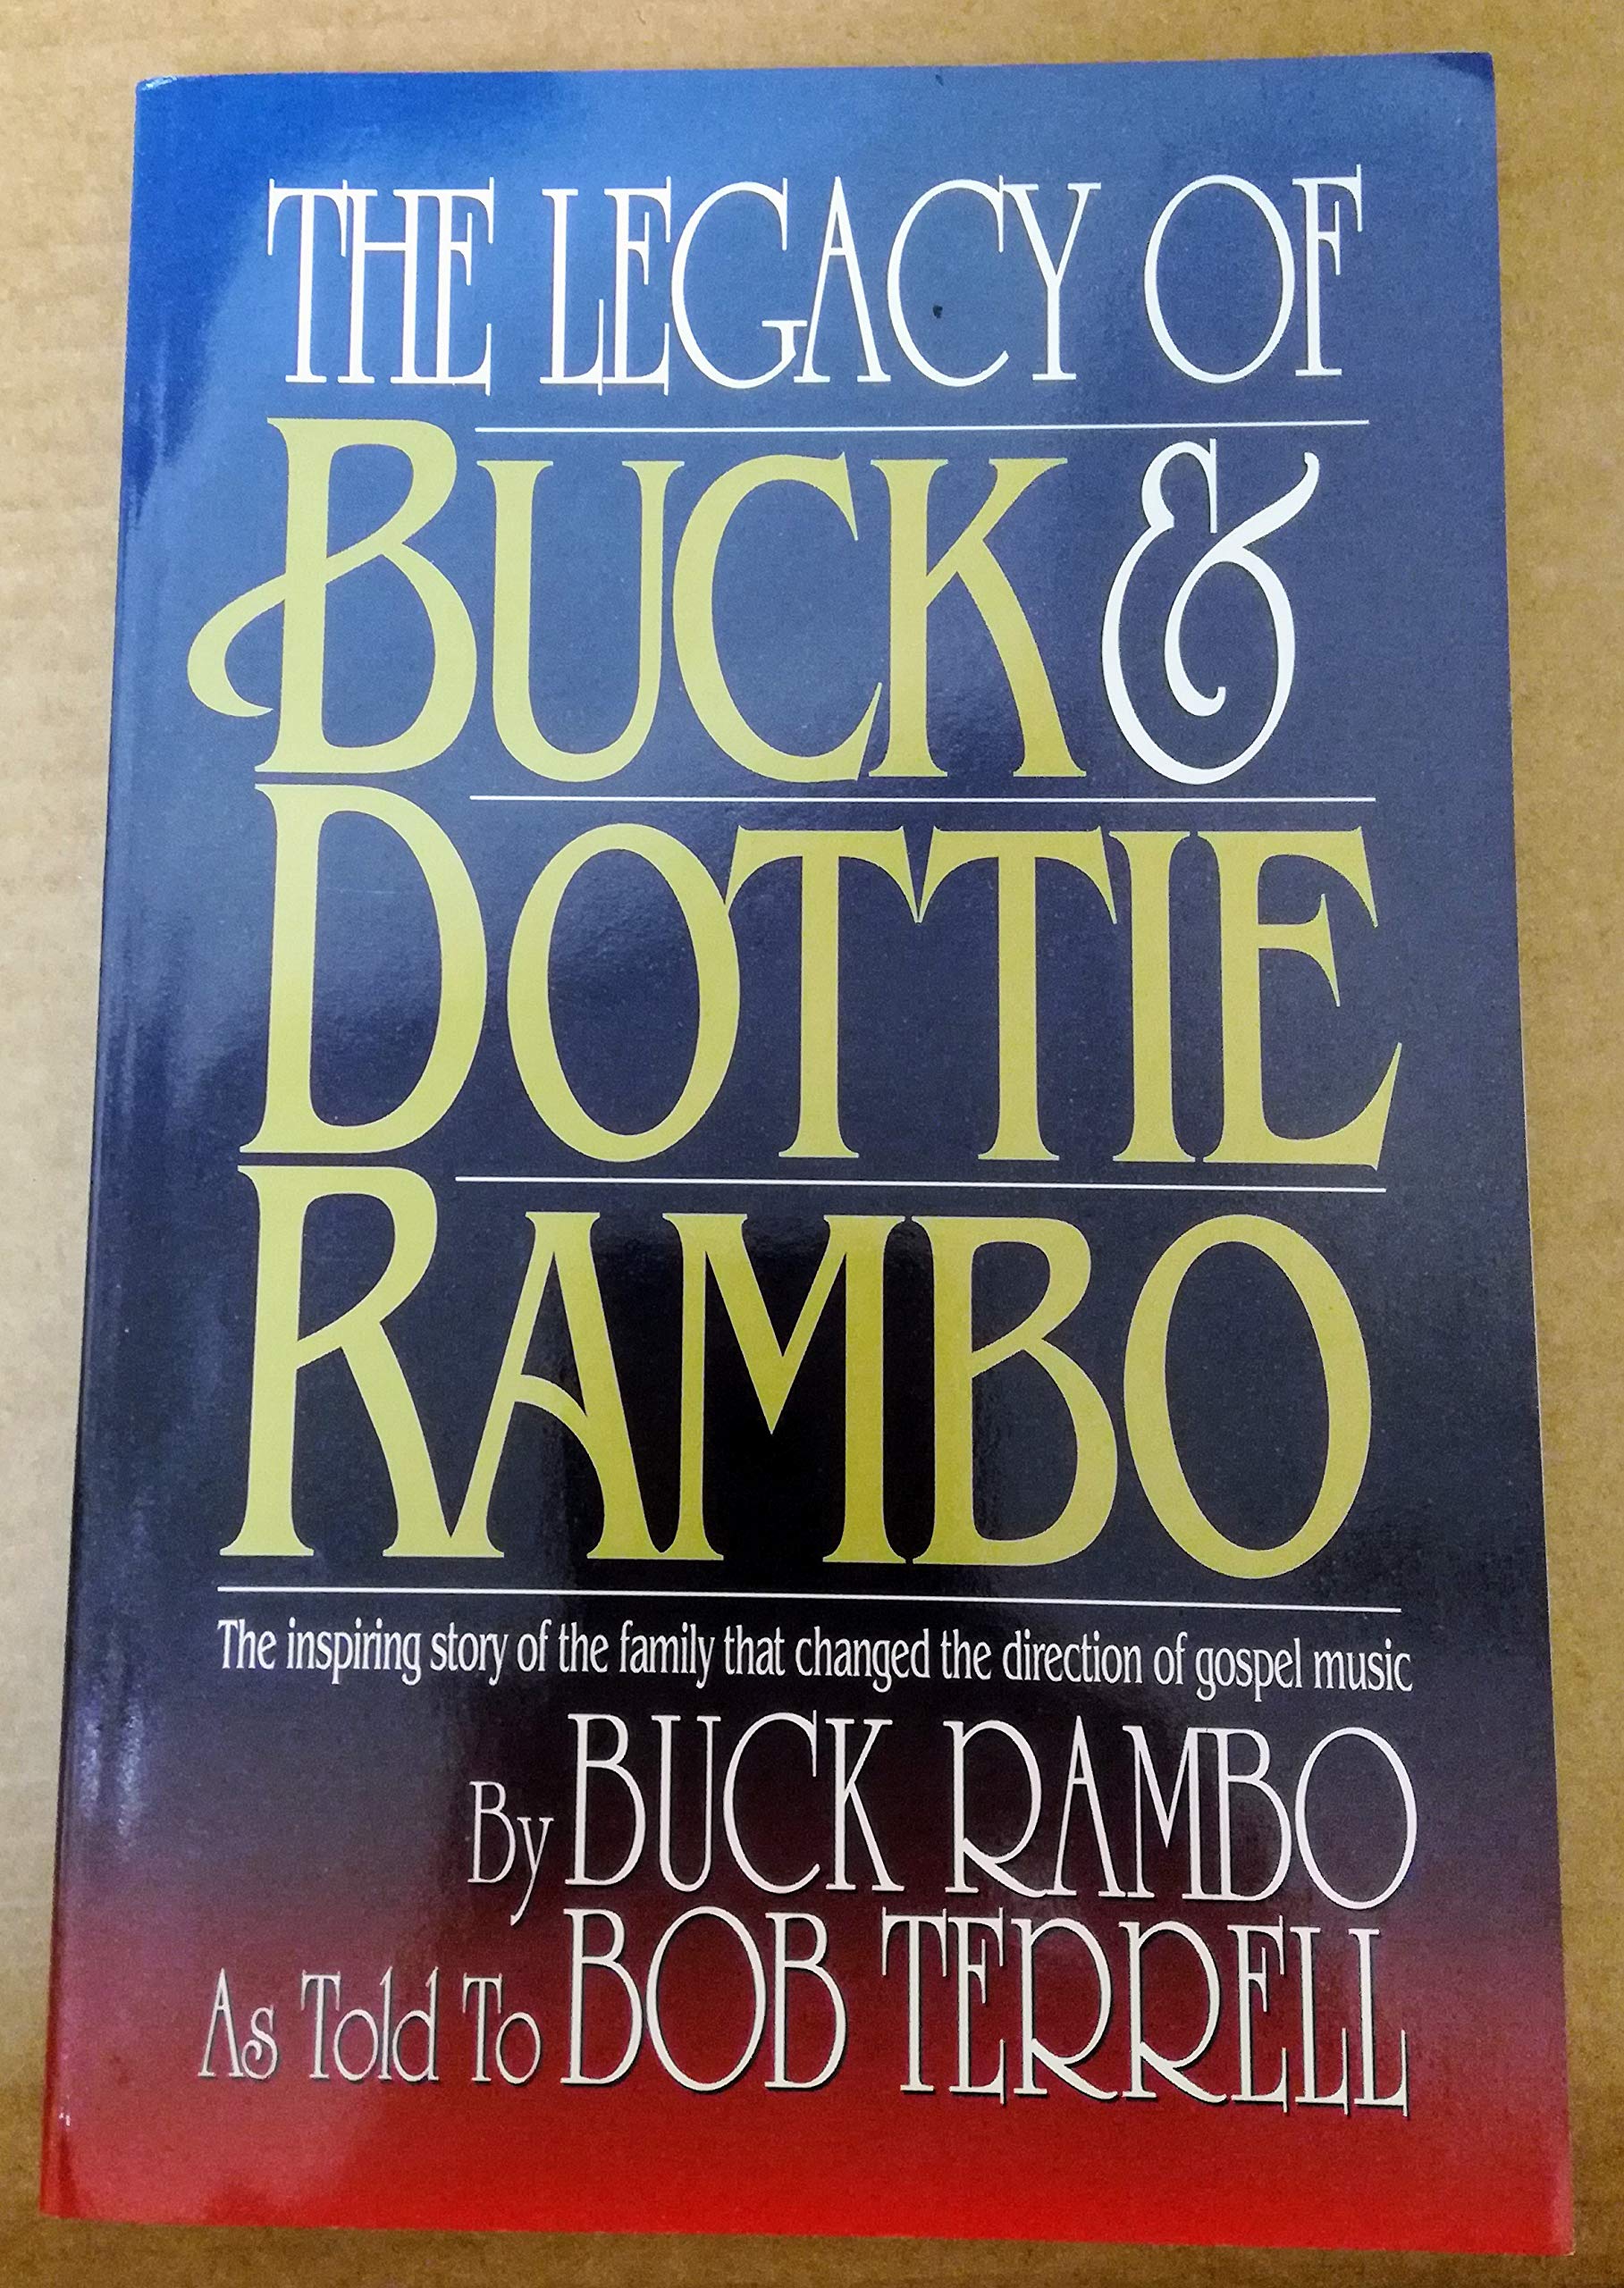 THE LEGACY OF
BUCK &
DOTTIE
RAMBO
The inspiring story of the family that changed the direction of gospel music
By BUCK RAMBO
As Told To BOB TERRELL